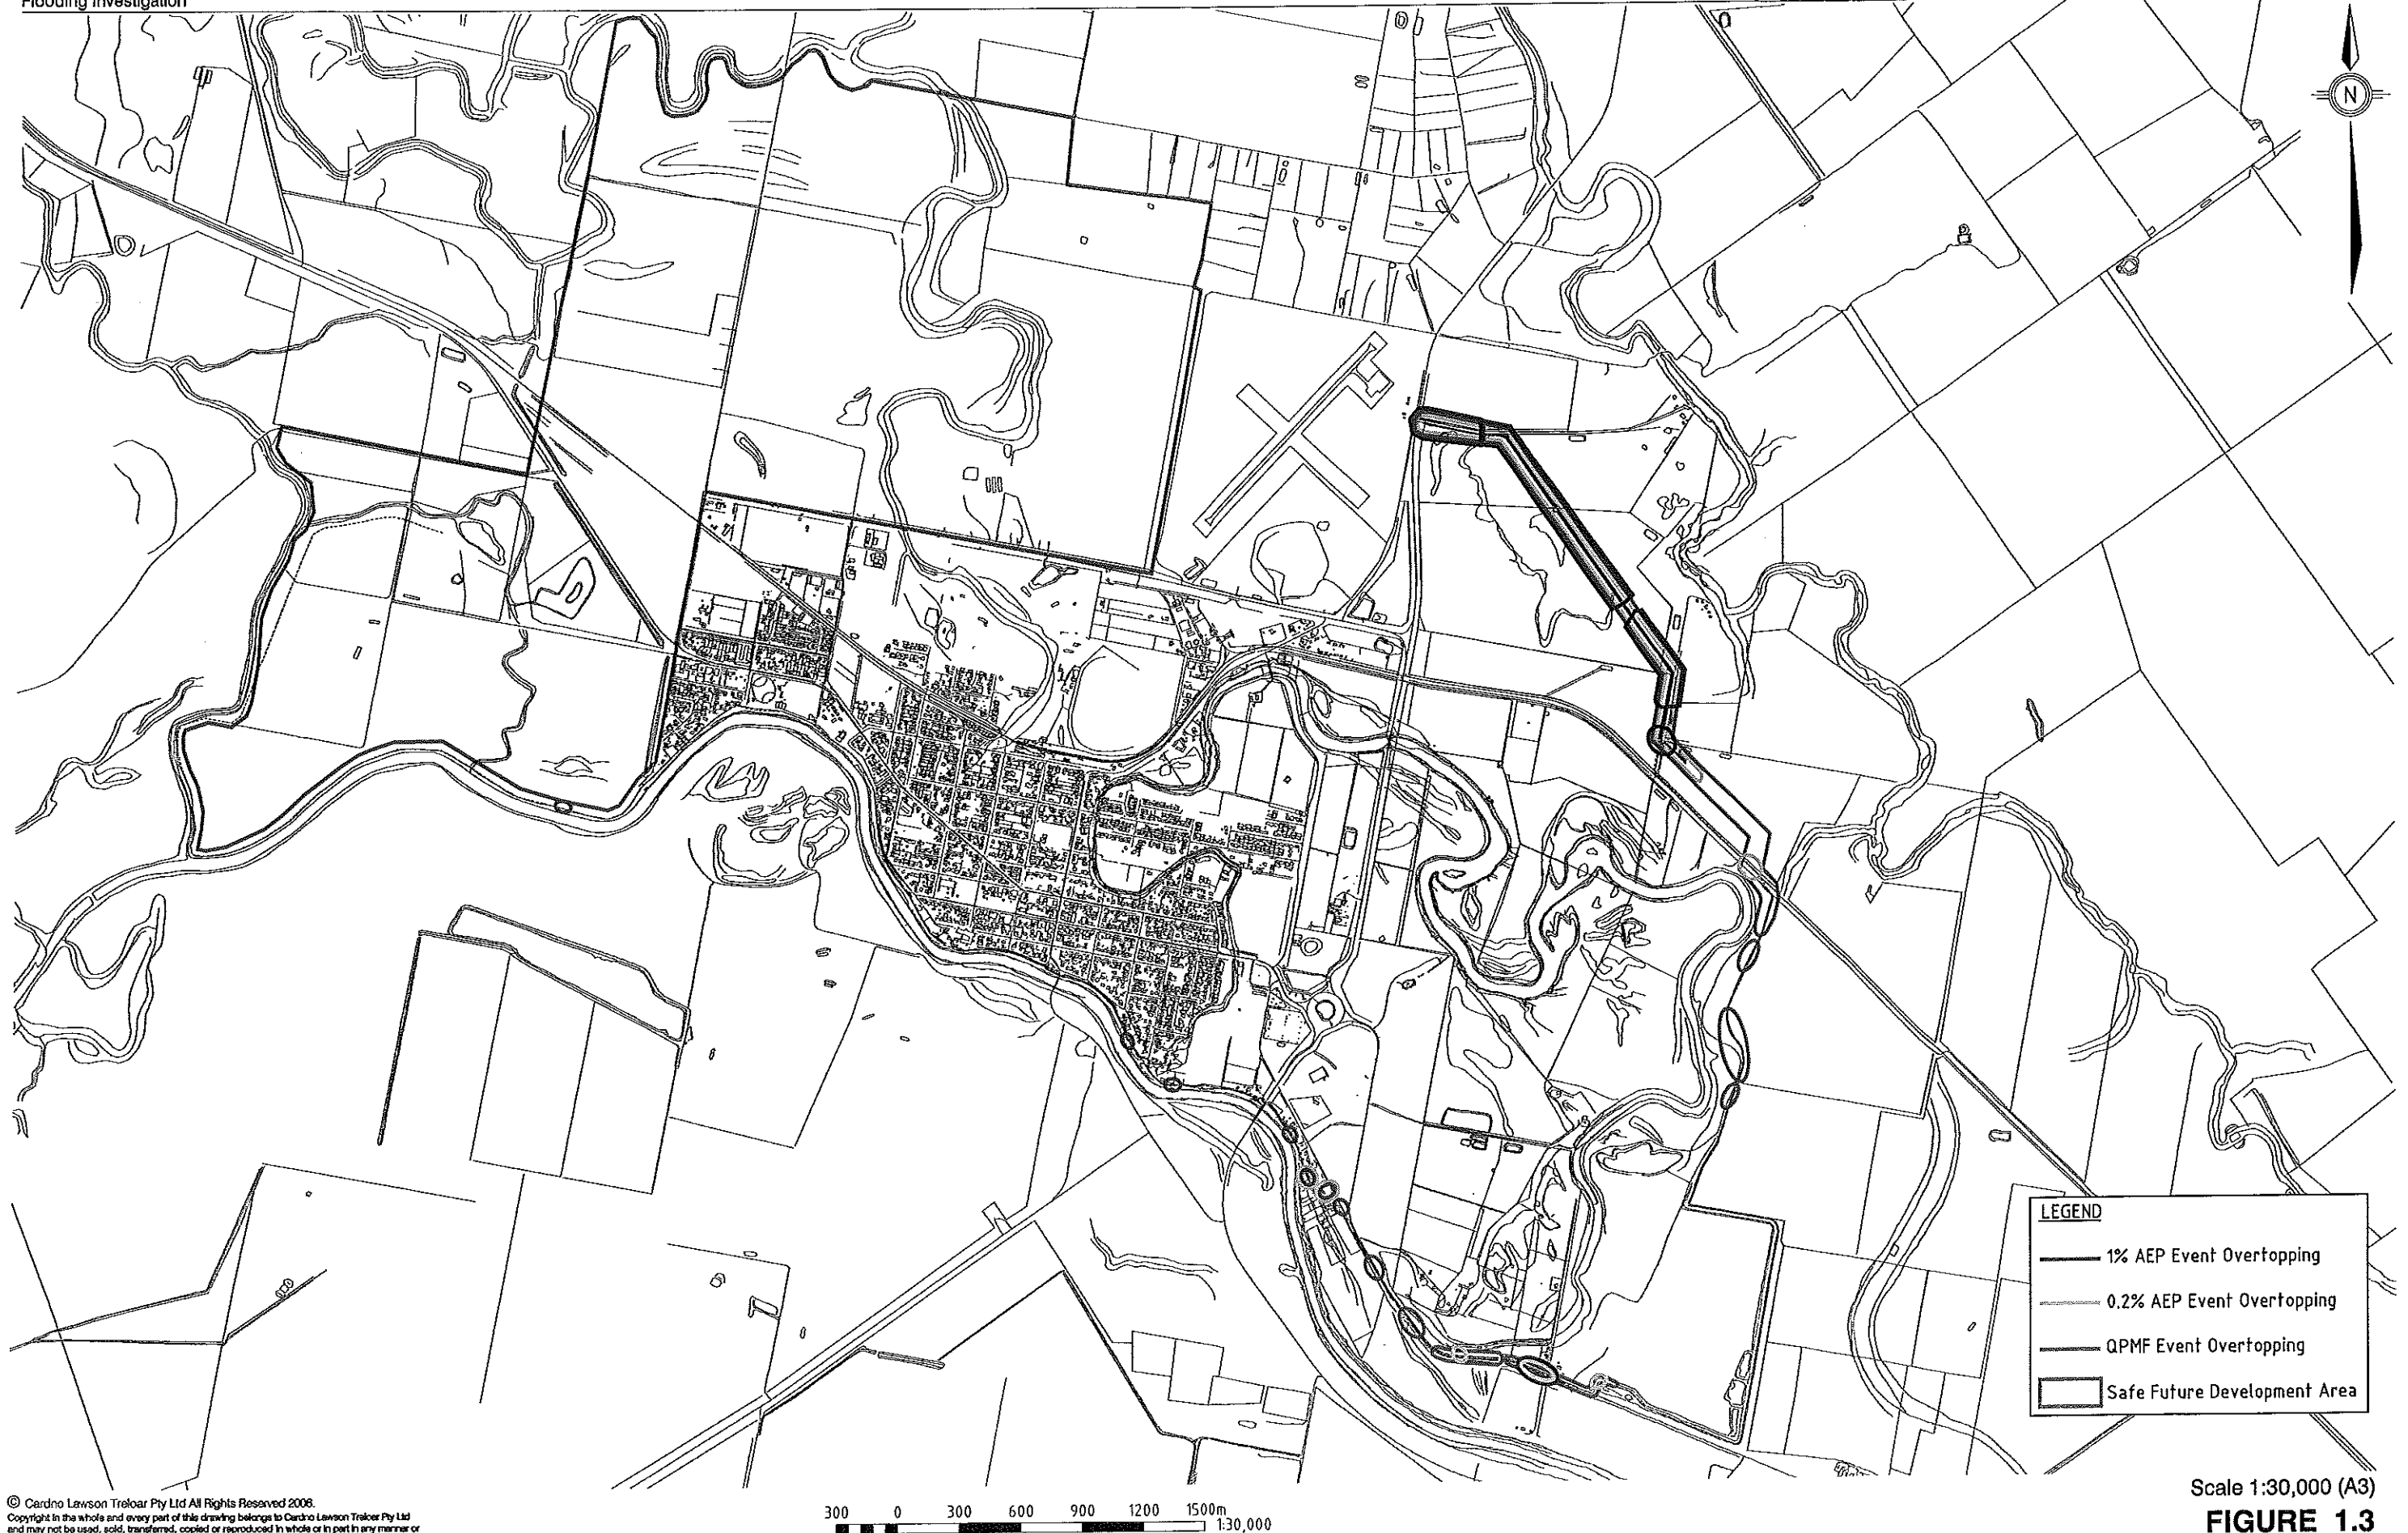 Flooding Investigation
N
LEGEND
1% AEP Event Overtopping
0.2% AEP Event Overtopping
QPMF Event Overtopping
Safe Future Development Area
Scale 1:30,000 (A3)
FIGURE 1.3
300 0 300 600 900 1200 1500m
1:30,000
© Cardno Lawson Treloar Pty Ltd All Rights Reserved 2006.
Copyright in the whole and every part of this drawing belongs to Cardno Lawson Treloar Pty Ltd
and may not be used, sold, transferred, copied or reproduced in whole or in part in any manner or